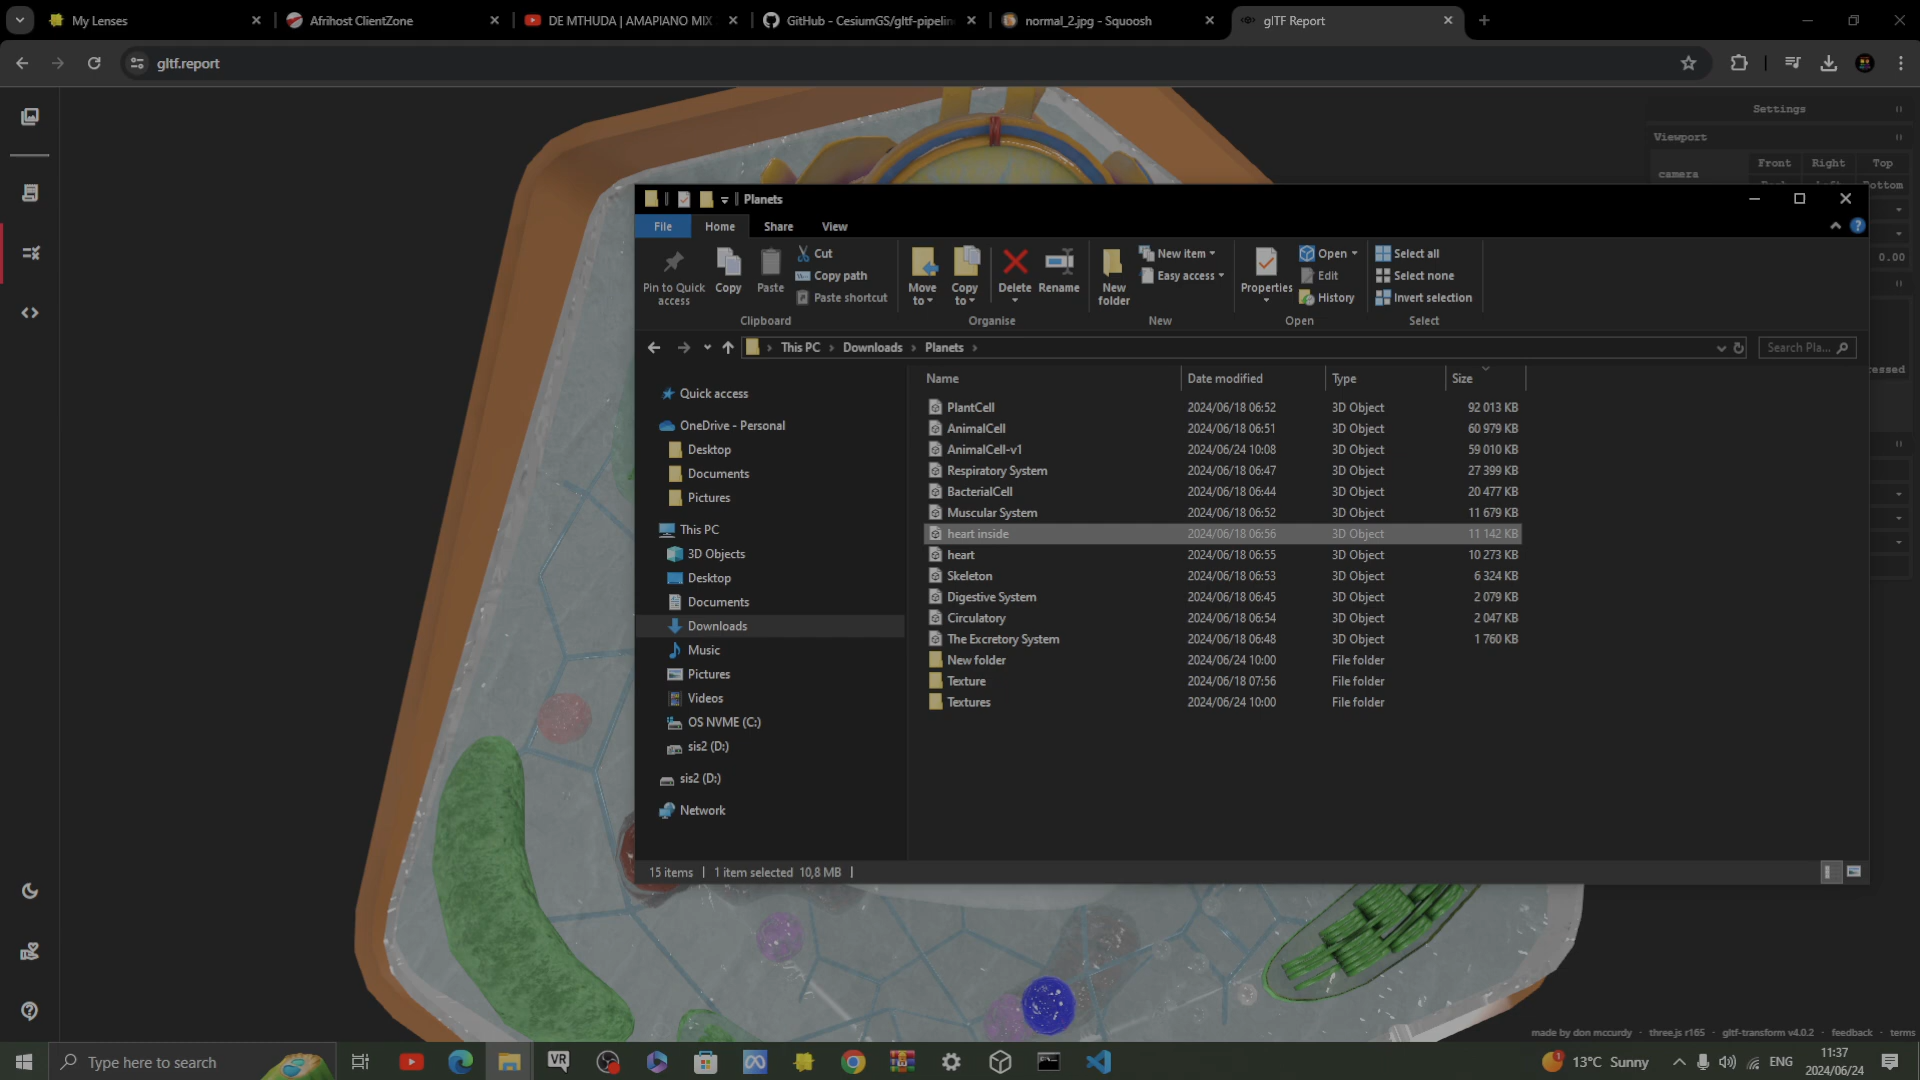 My Lenses
Afrihost ClientZone
DE MTHUDA | AMAPIANO MIX
GitHub - CesiumGS/gltf-pipelin
normal_2.jpg - Squoosh
glTF Report
gltf.report
Settings
Viewport
camera
Front Right Top
ottom
0.00
essed
Planets
File Home Share View
Pin to Quick access
Copy
Paste
Cut
Copy path
Paste shortcut
Clipboard
Move to
Copy to
Delete
Rename
Organise
New folder
New item
Easy access
New
Properties
Open
Edit
History
Open
Select all
Select none
Invert selection
Select
This PC > Downloads > Planets >
Search Pla...
Quick access
OneDrive - Personal
Desktop
Documents
Pictures
This PC
3D Objects
Desktop
Documents
Downloads
Music
Pictures
Videos
OS NVME (C:)
sis2 (D:)
sis2 (D:)
Network
Name Date modified Type Size
PlantCell 2024/06/18 06:52 3D Object 92 013 KB
AnimalCell 2024/06/18 06:51 3D Object 60 979 KB
AnimalCell-v1 2024/06/24 10:08 3D Object 59 010 KB
Respiratory System 2024/06/18 06:47 3D Object 27 399 KB
BacterialCell 2024/06/18 06:44 3D Object 20 477 KB
Muscular System 2024/06/18 06:52 3D Object 11 679 KB
heart inside 2024/06/18 06:56 3D Object 11 142 KB
heart 2024/06/18 06:55 3D Object 10 273 KB
Skeleton 2024/06/18 06:53 3D Object 6 324 KB
Digestive System 2024/06/18 06:45 3D Object 2 079 KB
Circulatory 2024/06/18 06:54 3D Object 2 047 KB
The Excretory System 2024/06/18 06:48 3D Object 1 760 KB
New folder 2024/06/24 10:00 File folder
Texture 2024/06/18 07:56 File folder
Textures 2024/06/24 10:00 File folder
15 items | 1 item selected 10,8 MB |
made by don mccurdy · three.js r165 · gltf-transform v4.0.2 · feedback · terms
Type here to search
VR
1
13°C Sunny
ENG
11:37
2024/06/24